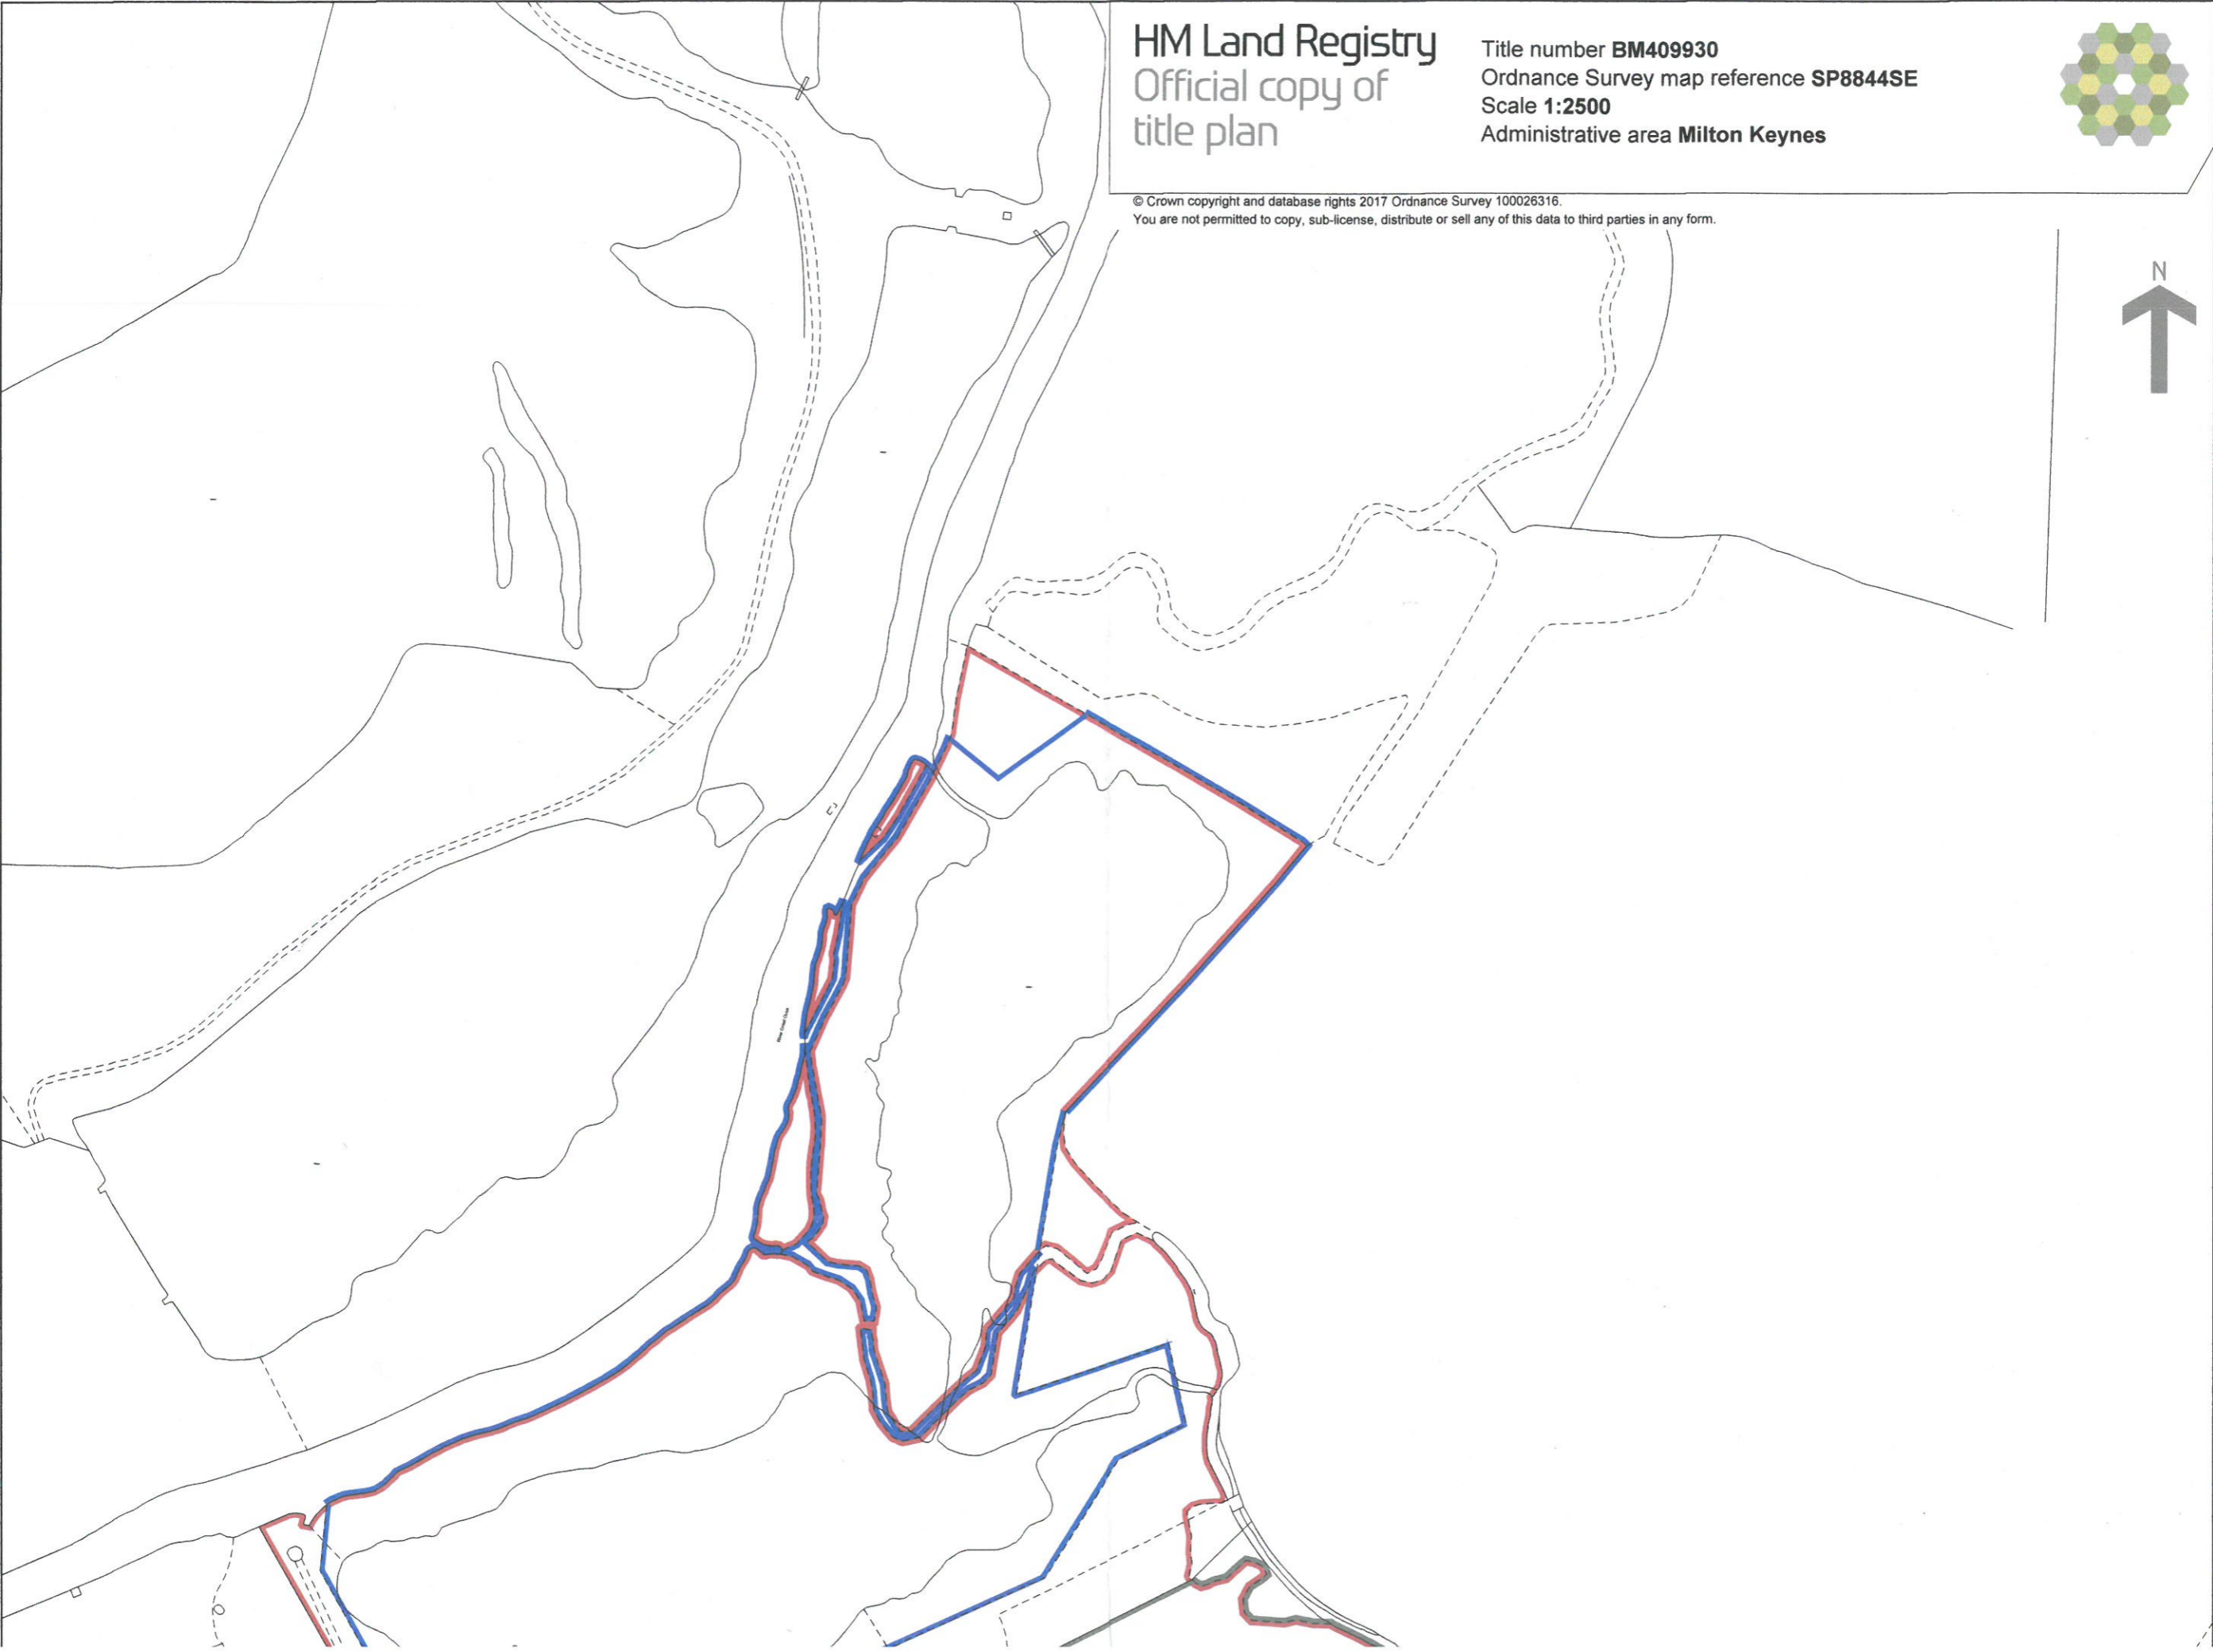 HM Land Registry
Official copy of
title plan
Title number BM409930
Ordnance Survey map reference SP8844SE
Scale 1:2500
Administrative area Milton Keynes
© Crown copyright and database rights 2017 Ordnance Survey 100026316.
You are not permitted to copy, sub-license, distribute or sell any of this data to third parties in any form.
N